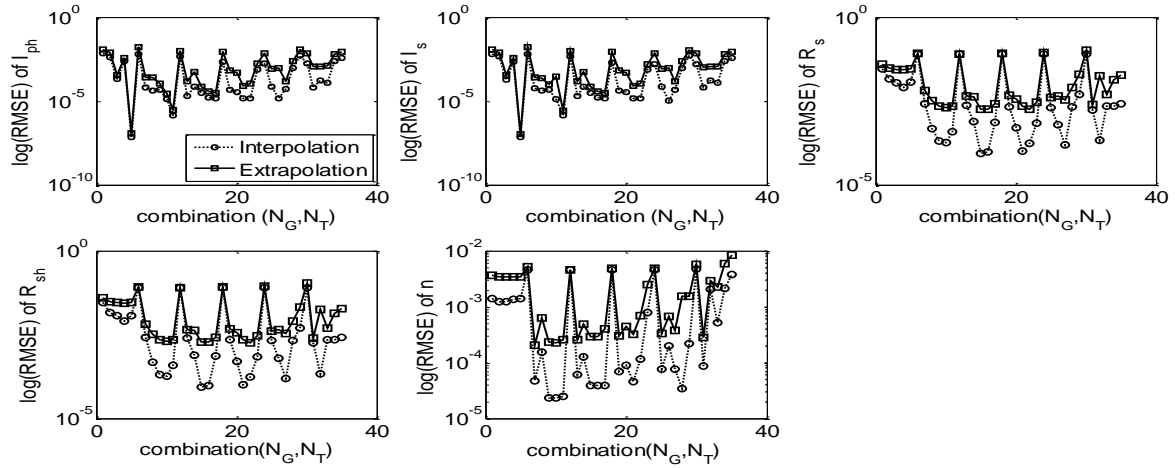 10^0
10^-5
10^-10
log(RMSE) of I_ph
0 20 40
combination (N_G,N_T)
Interpolation
Extrapolation
10^0
10^-5
10^-10
log(RMSE) of I_s
0 20 40
combination (N_G,N_T)
10^0
10^-5
log(RMSE) of R_s
0 20 40
combination(N_G,N_T)
10^0
10^-5
log(RMSE) of R_sh
0 20 40
combination(N_G,N_T)
10^-2
10^-3
10^-4
10^-5
log(RMSE) of n
0 20 40
combination(N_G,N_T)